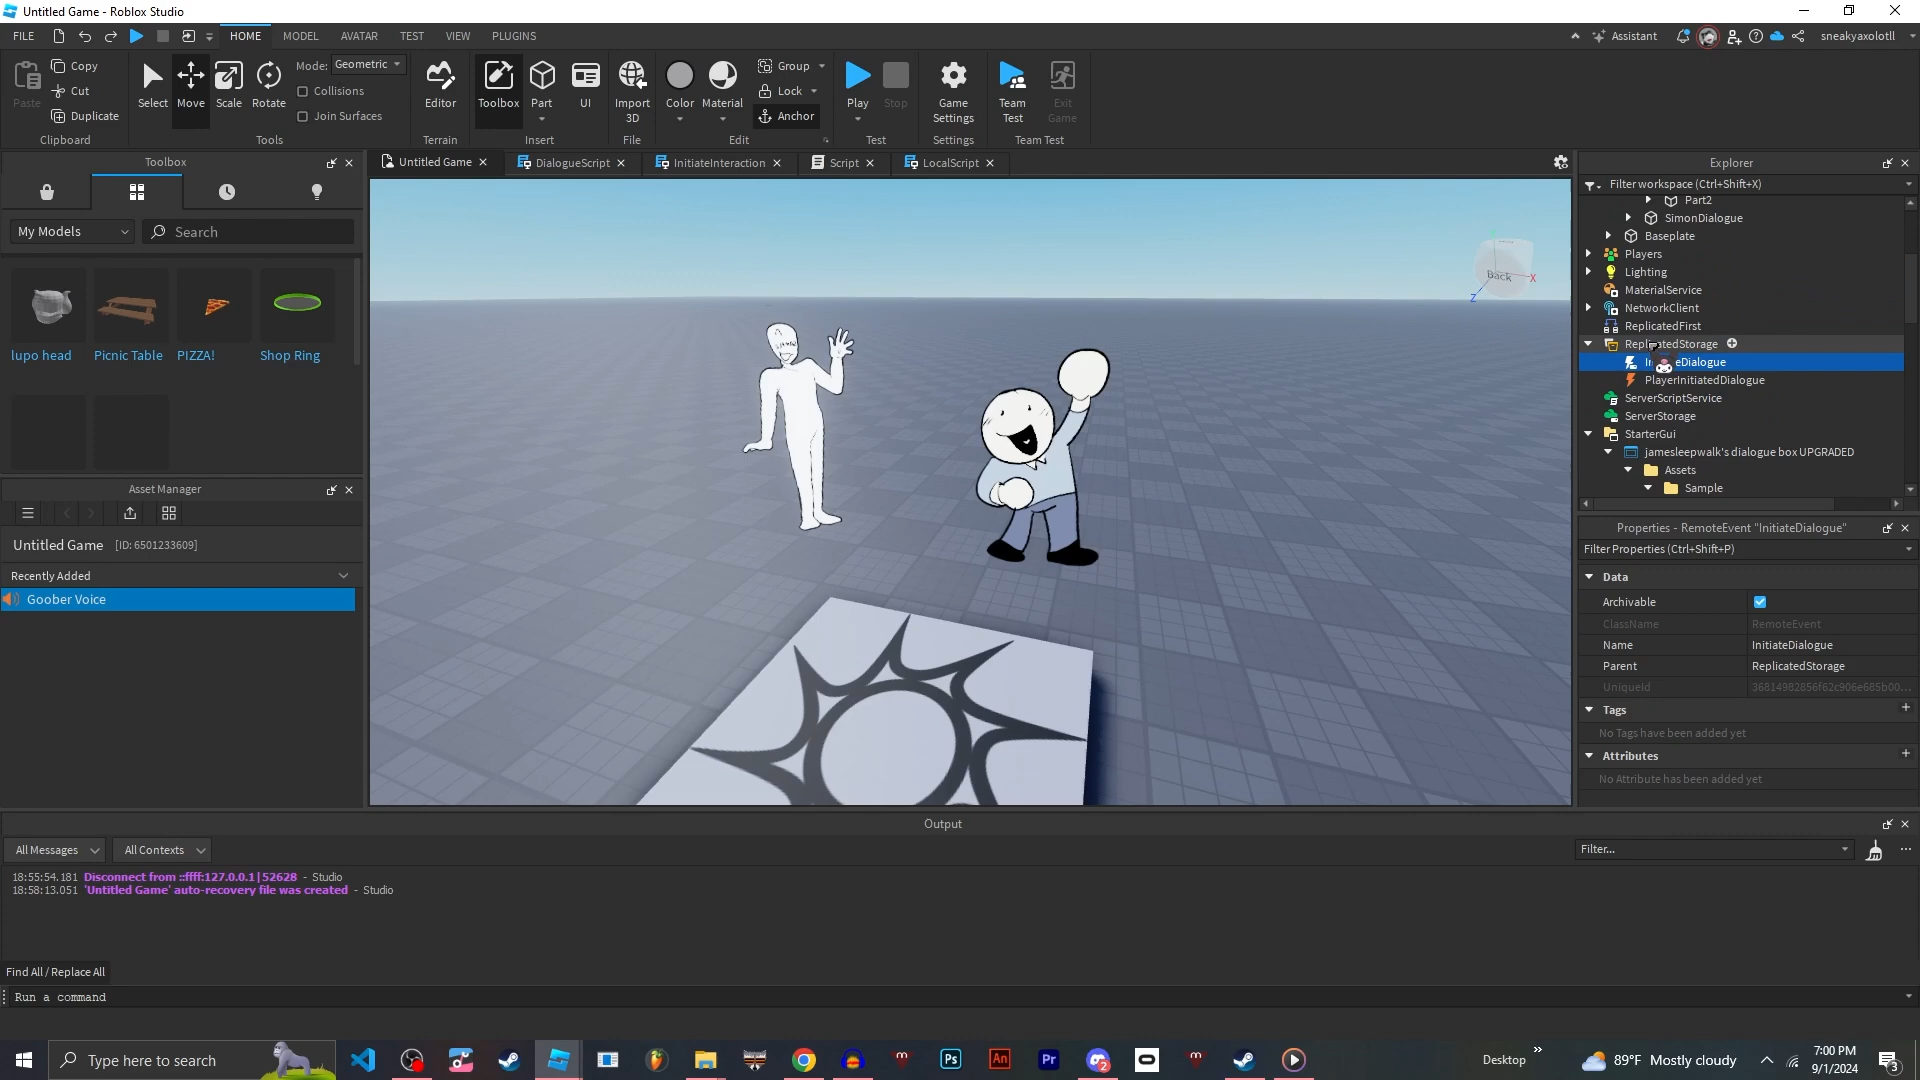 Untitled Game - Roblox Studio
FILE HOME MODEL AVATAR TEST VIEW PLUGINS Assistant sneakyaxolotll
Paste Copy Cut Duplicate Clipboard
Select Move Scale Rotate Mode: Geometric Collisions Join Surfaces Tools
Editor Terrain
Toolbox Part UI Insert
Import 3D File
Color Material Group Lock Anchor Edit
Play Stop Test
Game Settings Settings
Team Test Exit Game Team Test
Toolbox
My Models Search
lupo head Picnic Table PIZZA! Shop Ring
Asset Manager
Untitled Game [ID: 6501233609]
Recently Added
Goober Voice
Untitled Game DialogueScript InitiateInteraction Script LocalScript
Back X
Z
Explorer
Filter workspace (Ctrl+Shift+X)
Part2
SimonDialogue
Baseplate
Players
Lighting
MaterialService
NetworkClient
ReplicatedFirst
ReplicatedStorage
PlayerInitiatedDialogue
ServerScriptService
ServerStorage
StarterGui
jamesleepwalk's dialogue box UPGRADED
Assets
Sample
Properties - RemoteEvent "InitiateDialogue"
Filter Properties (Ctrl+Shift+P)
Data
Archivable
ClassName RemoteEvent
Name InitiateDialogue
Parent ReplicatedStorage
UniqueId 36814982856f62c906e685b00...
Tags
No Tags have been added yet
Attributes
No Attribute has been added yet
Output
All Messages All Contexts Filter...
18:55:54.181 Disconnect from ::ffff:127.0.0.1|52628 - Studio
18:58:13.051 'Untitled Game' auto-recovery file was created - Studio
Find All / Replace All
Run a command
Type here to search Ps An Pr 2 Desktop 89°F Mostly cloudy 7:00 PM 9/1/2024 3